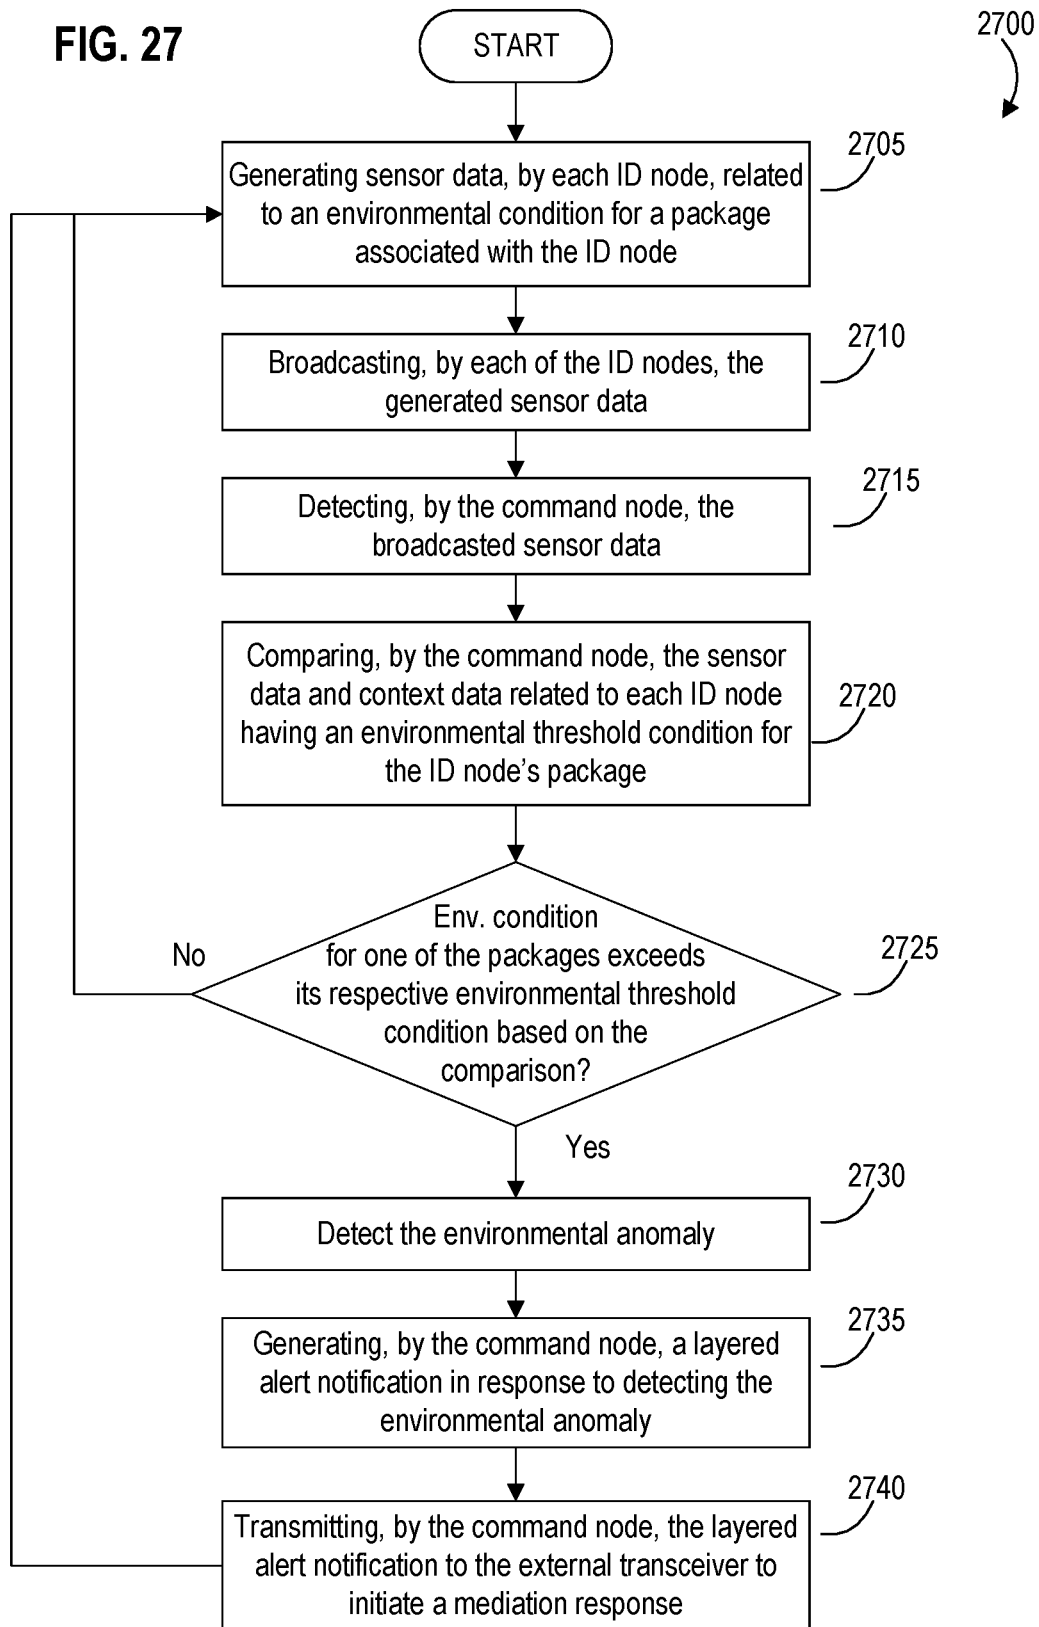 FIG. 27
START
2700
2705
Generating sensor data, by each ID node, related
to an environmental condition for a package
associated with the ID node
2710
Broadcasting, by each of the ID nodes, the
generated sensor data
2715
Detecting, by the command node, the
broadcasted sensor data
2720
Comparing, by the command node, the sensor
data and context data related to each ID node
having an environmental threshold condition for
the ID node's package
2725
Env. condition
for one of the packages exceeds
its respective environmental threshold
condition based on the
comparison?
No
Yes
2730
Detect the environmental anomaly
2735
Generating, by the command node, a layered
alert notification in response to detecting the
environmental anomaly
2740
Transmitting, by the command node, the layered
alert notification to the external transceiver to
initiate a mediation response